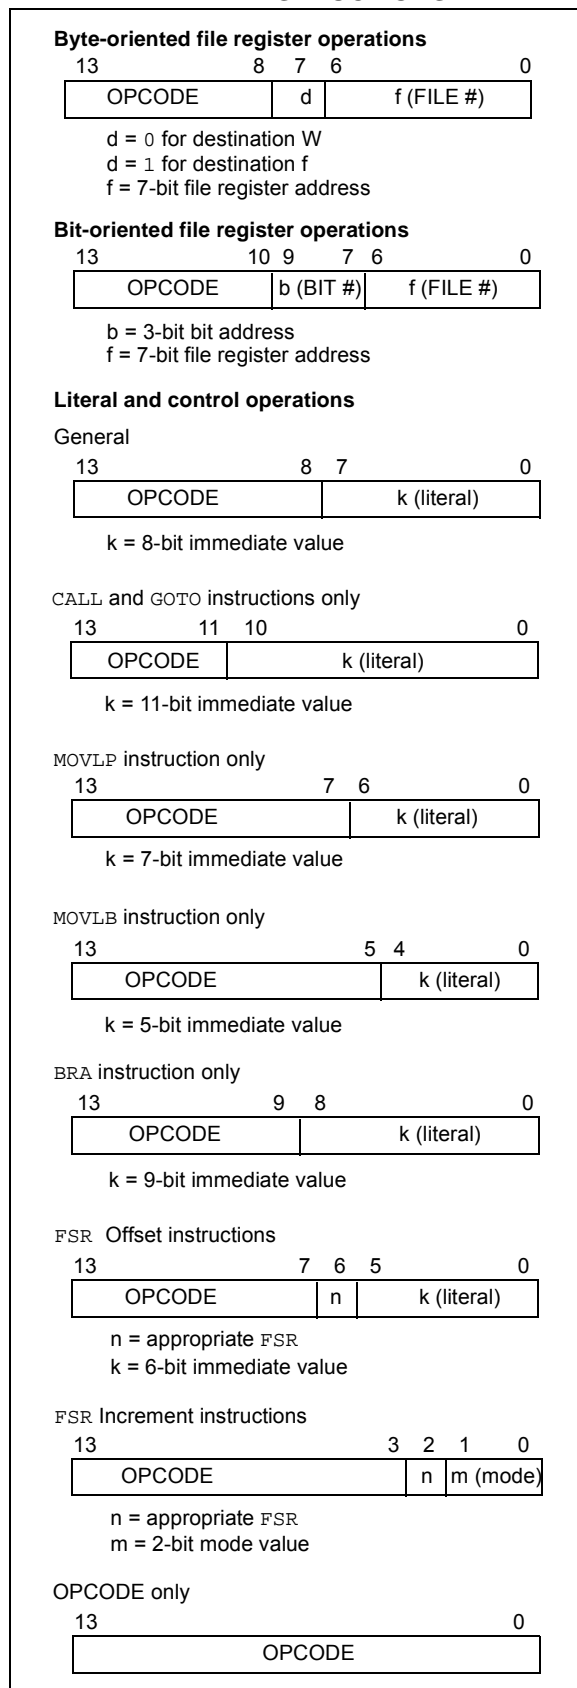 Byte-oriented file register operations
13 8 7 6 0
OPCODE d f (FILE #)
d = 0 for destination W
d = 1 for destination f
f = 7-bit file register address
Bit-oriented file register operations
13 10 9 7 6 0
OPCODE b (BIT #) f (FILE #)
b = 3-bit bit address
f = 7-bit file register address
Literal and control operations
General
13 8 7 0
OPCODE k (literal)
k = 8-bit immediate value
CALL and GOTO instructions only
13 11 10 0
OPCODE k (literal)
k = 11-bit immediate value
MOVLP instruction only
13 7 6 0
OPCODE k (literal)
k = 7-bit immediate value
MOVLB instruction only
13 5 4 0
OPCODE k (literal)
k = 5-bit immediate value
BRA instruction only
13 9 8 0
OPCODE k (literal)
k = 9-bit immediate value
FSR Offset instructions
13 7 6 5 0
OPCODE n k (literal)
n = appropriate FSR
k = 6-bit immediate value
FSR Increment instructions
13 3 2 1 0
OPCODE n m (mode)
n = appropriate FSR
m = 2-bit mode value
OPCODE only
13 0
OPCODE